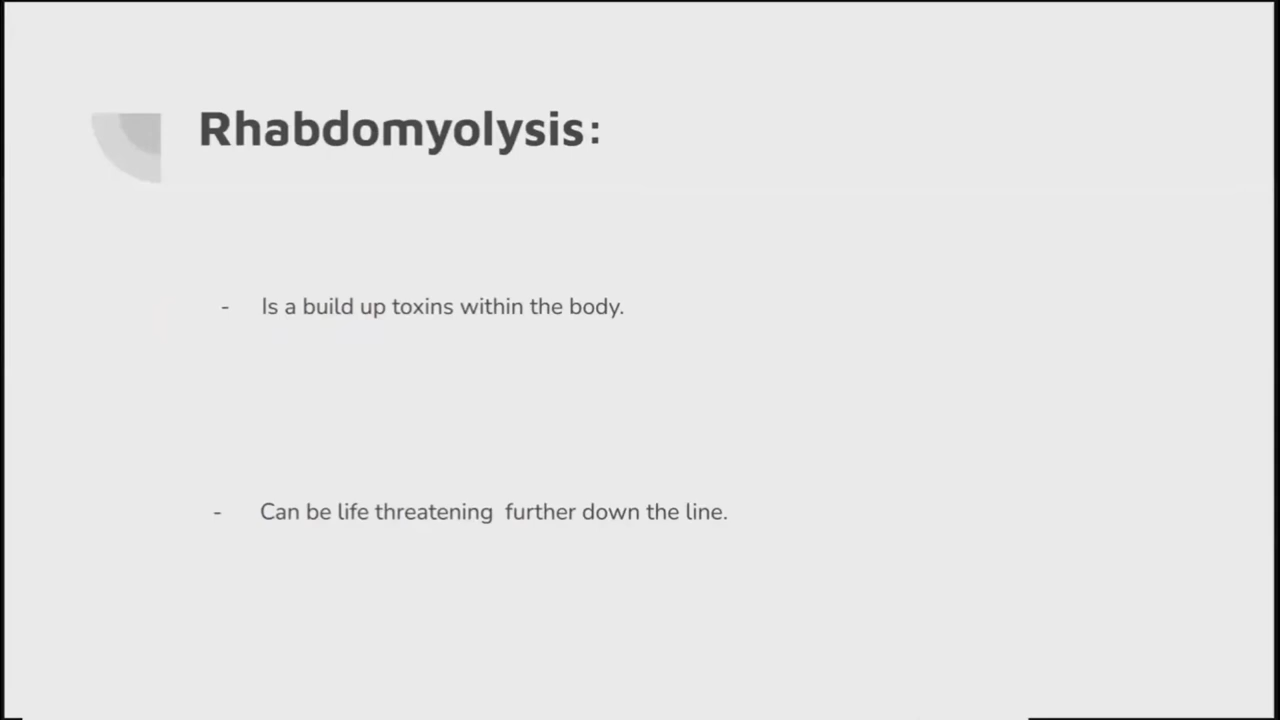 Rhabdomyolysis:
- Is a build up toxins within the body.
- Can be life threatening  further down the line.